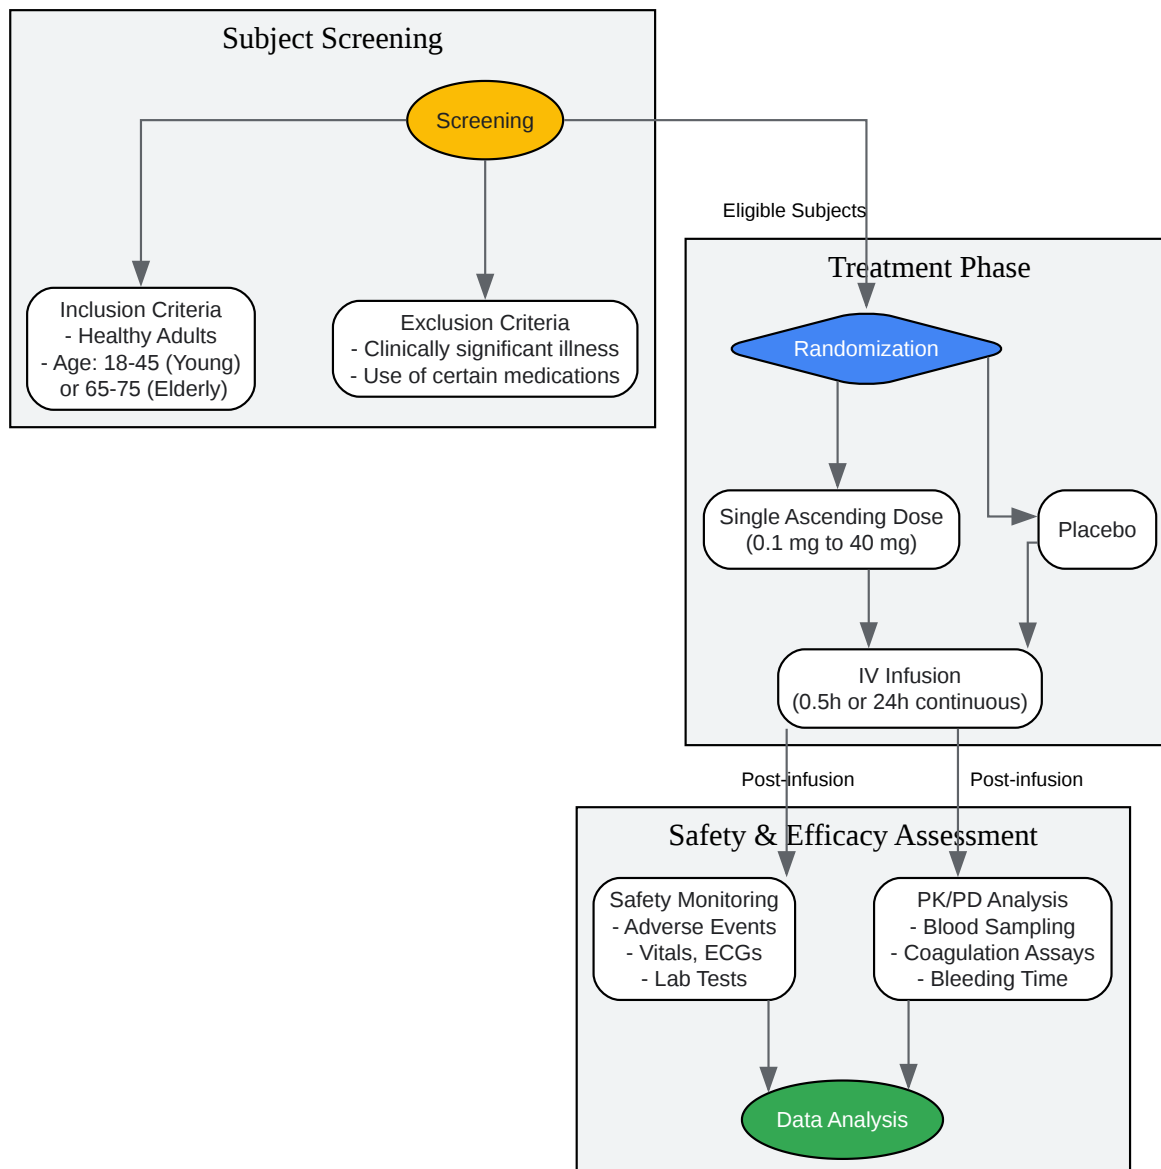 Subject Screening
Screening
Inclusion Criteria
- Healthy Adults
- Age: 18-45 (Young)
or 65-75 (Elderly)
Exclusion Criteria
- Clinically significant illness
- Use of certain medications
Eligible Subjects
Treatment Phase
Randomization
Single Ascending Dose
(0.1 mg to 40 mg)
Placebo
IV Infusion
(0.5h or 24h continuous)
Post-infusion
Post-infusion
Safety & Efficacy Assessment
Safety Monitoring
- Adverse Events
- Vitals, ECGs
- Lab Tests
PK/PD Analysis
- Blood Sampling
- Coagulation Assays
- Bleeding Time
Data Analysis